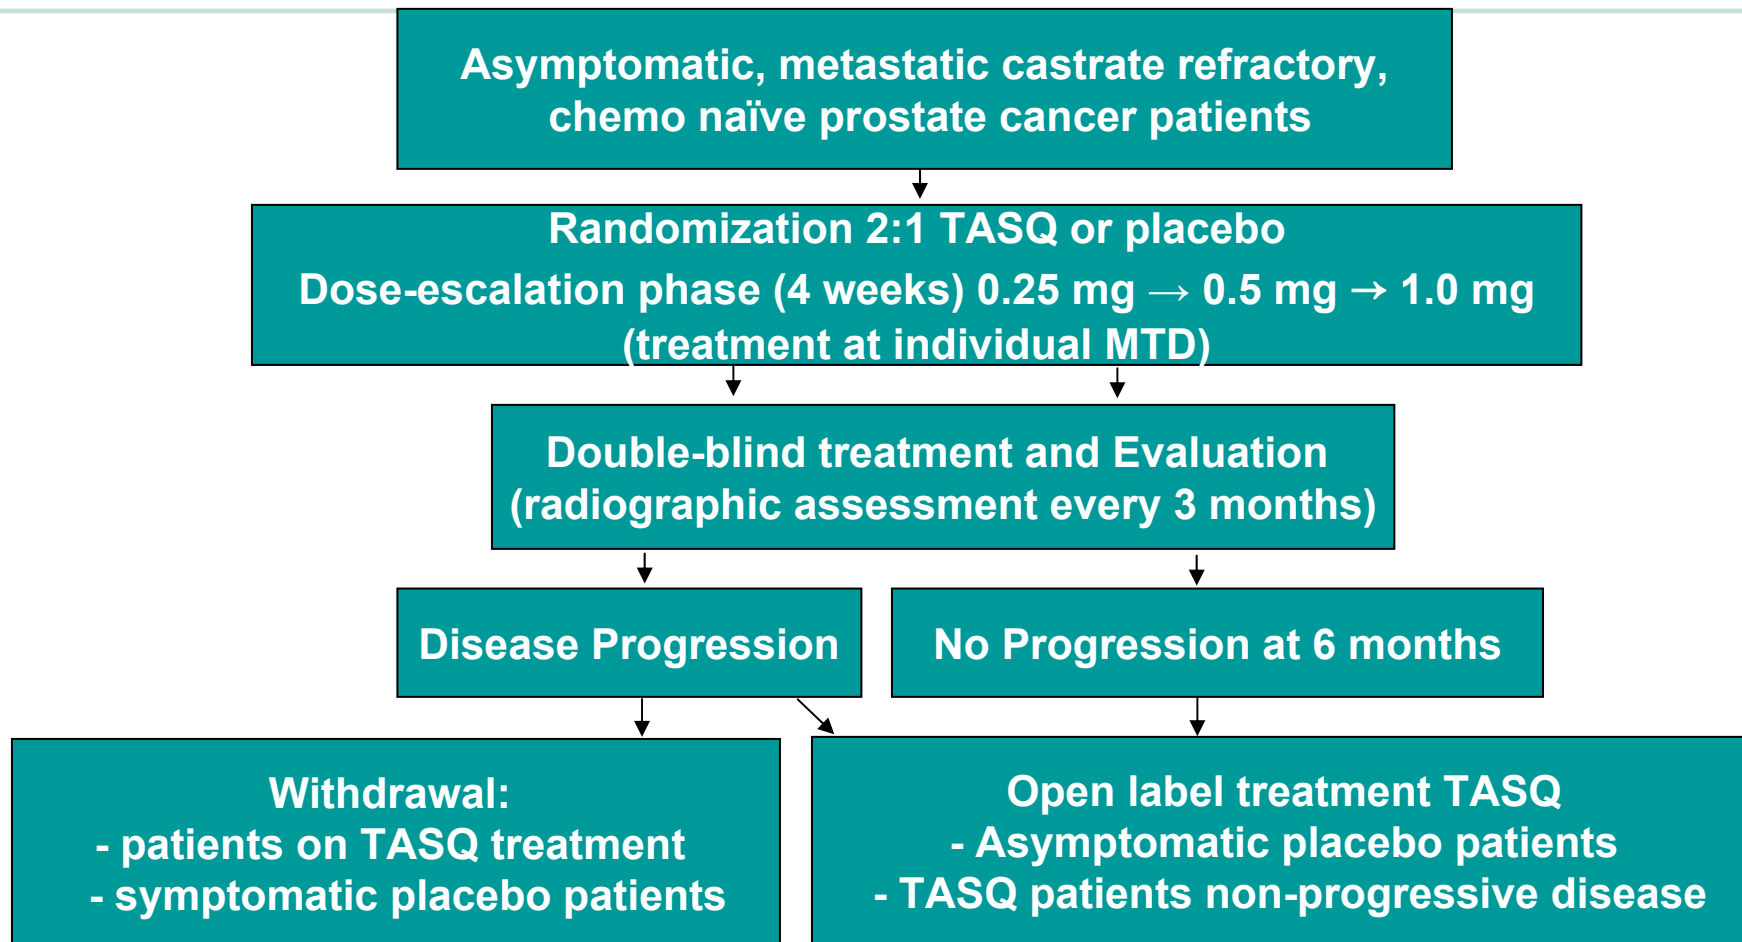 Asymptomatic, metastatic castrate refractory,
chemo naïve prostate cancer patients
Randomization 2:1 TASQ or placebo
Dose-escalation phase (4 weeks) 0.25 mg → 0.5 mg → 1.0 mg
(treatment at individual MTD)
Double-blind treatment and Evaluation
(radiographic assessment every 3 months)
Disease Progression
No Progression at 6 months
Withdrawal:
- patients on TASQ treatment
- symptomatic placebo patients
Open label treatment TASQ
- Asymptomatic placebo patients
- TASQ patients non-progressive disease